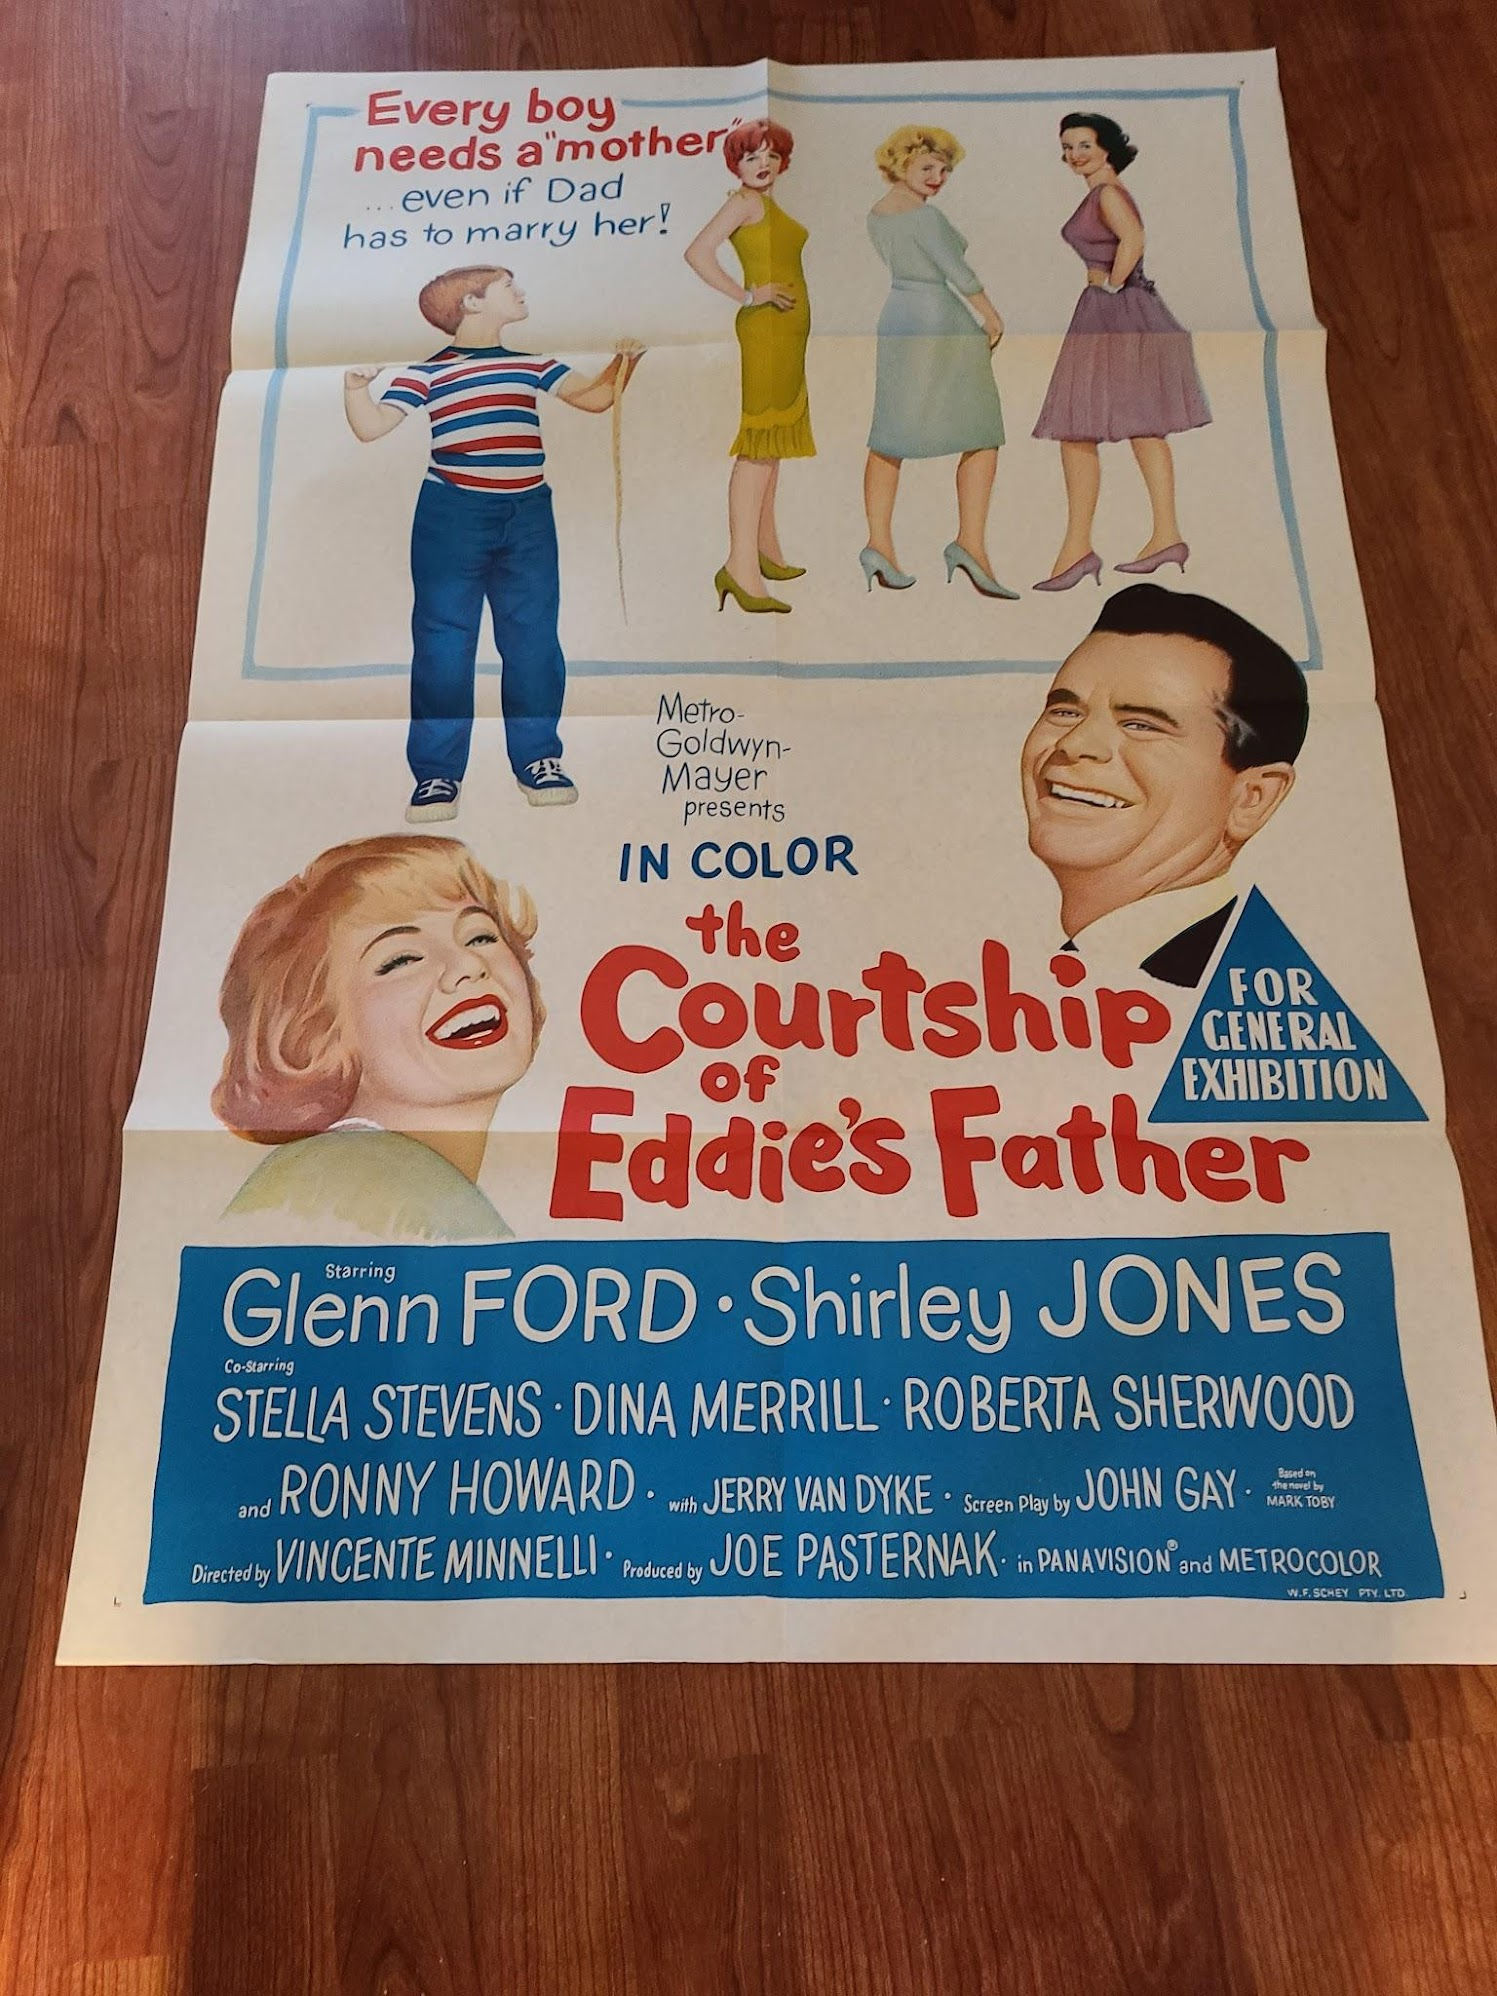 Every boy
needs a "mother"
...even if Dad
has to marry her!
Metro-
Goldwyn-
Mayer
presents
IN COLOR
the
Courtship
of
Eddie's Father
FOR
GENERAL
EXHIBITION
Starring
Glenn FORD · Shirley JONES
Co-Starring
STELLA STEVENS · DINA MERRILL · ROBERTA SHERWOOD
and RONNY HOWARD · with JERRY VAN DYKE · Screen Play by JOHN GAY ·
Based on
the novel by
MARK TOBY
Directed by VINCENTE MINNELLI · Produced by JOE PASTERNAK · in PANAVISION® and METROCOLOR
W.F. SCHEY PTY. LTD.